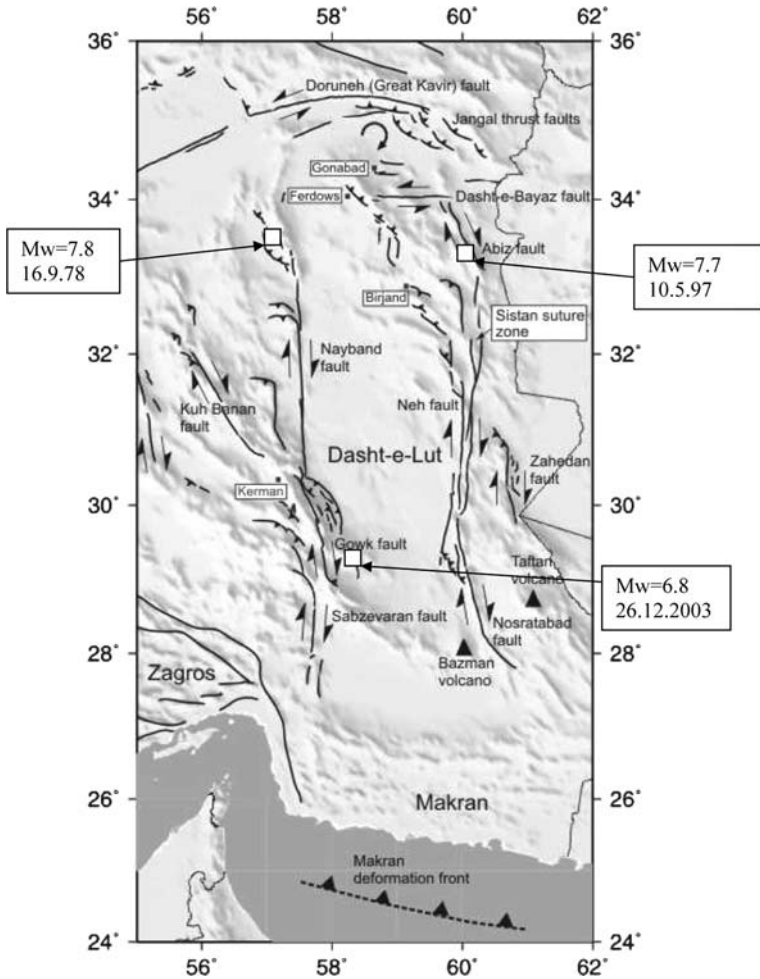 56° 58° 60° 62°
36° 36°
Doruneh (Great Kavir) fault
Jangal thrust faults
Gonabad
34° 34°
Ferdows
Dasht-e-Bayaz fault
Mw=7.8
16.9.78
Abiz fault
Mw=7.7
10.5.97
Birjand
Sistan suture
zone
32° 32°
Nayband
fault
Kuh Banan
fault
Neh fault
Dasht-e-Lut
Zahedan
fault
Kerman
30° 30°
Gowk fault
Taftan
volcano
Mw=6.8
26.12.2003
Sabzevaran fault
Nosratabad
fault
28° 28°
Zagros
Bazman
volcano
26° 26°
Makran
Makran
deformation front
24° 24°
56° 58° 60° 62°